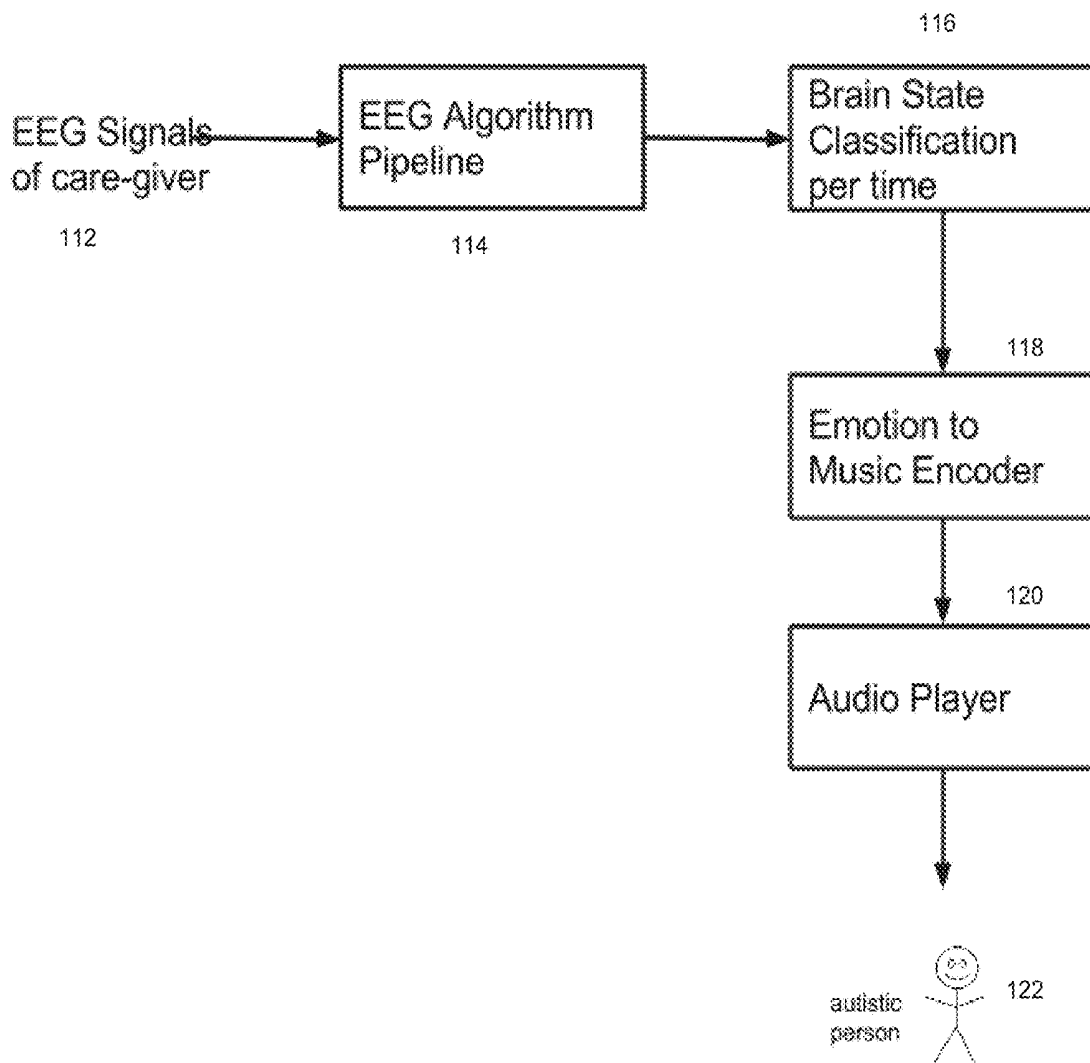 116
EEG Signals
of care-giver
112
EEG Algorithm
Pipeline
114
Brain State
Classification
per time
118
Emotion to
Music Encoder
120
Audio Player
autistic
person
122